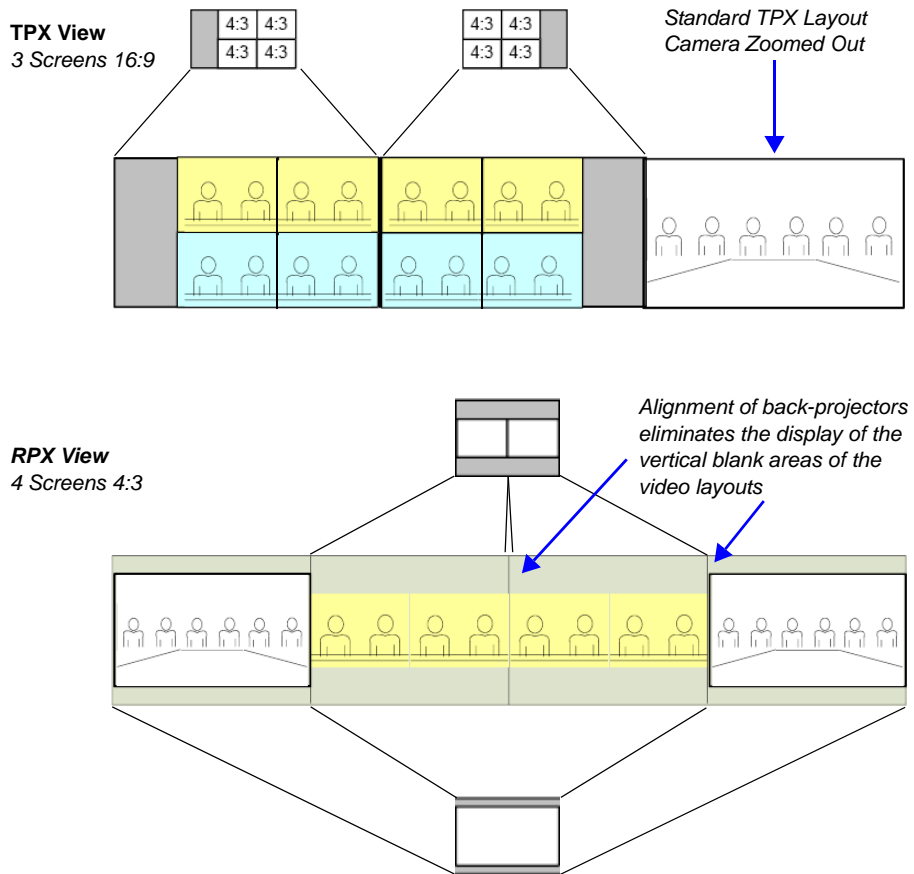 TPX View
3 Screens 16:9
4:3 4:3
4:3 4:3
4:3 4:3
4:3 4:3
Standard TPX Layout
Camera Zoomed Out
RPX View
4 Screens 4:3
Alignment of back-projectors
eliminates the display of the
vertical blank areas of the
video layouts